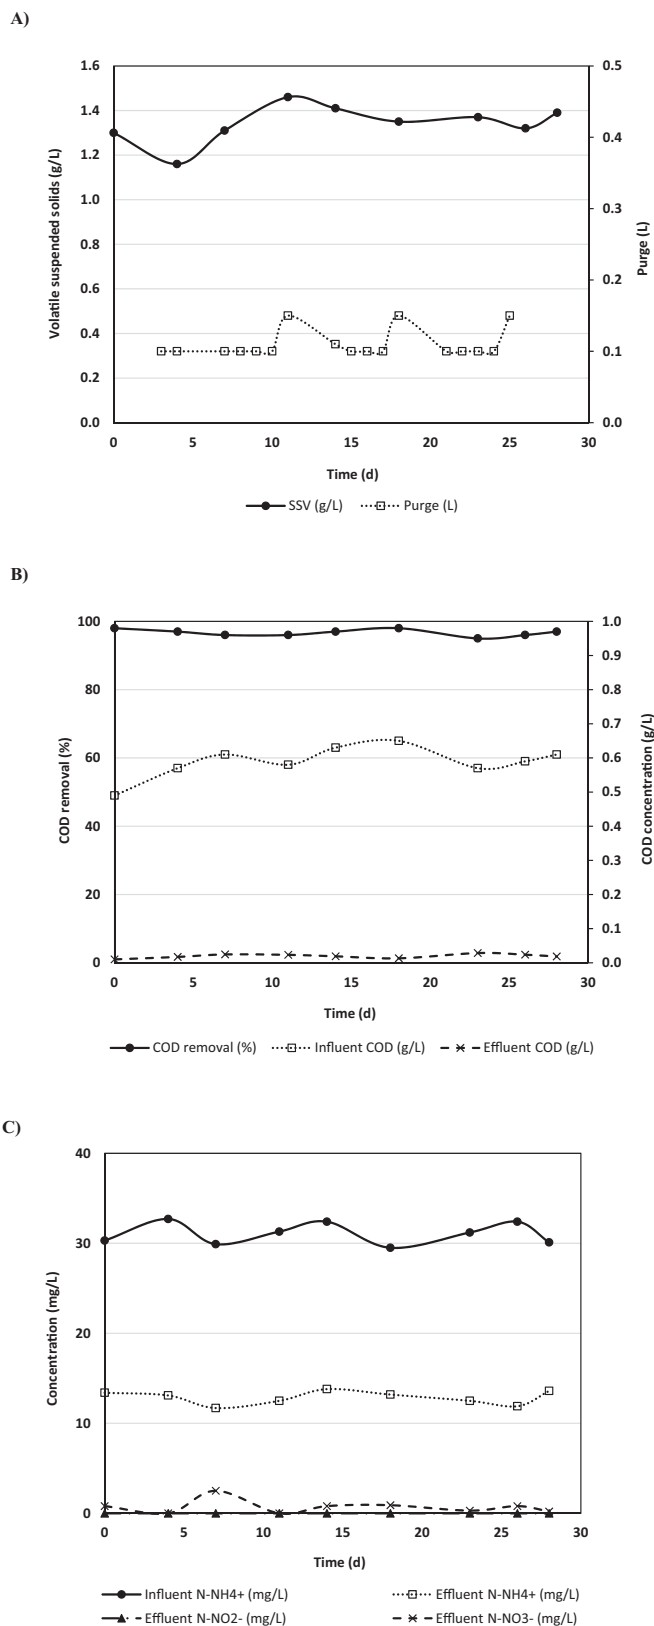 A)
1.6
1.4
1.2
1.0
0.8
0.6
0.4
0.2
0.0
Volatile suspended solids (g/L)
0.5
0.4
0.3
0.2
0.1
0.0
Purge (L)
0 5 10 15 20 25 30
Time (d)
SSV (g/L) Purge (L)
B)
100
80
60
40
20
0
COD removal (%)
1.0
0.9
0.8
0.7
0.6
0.5
0.4
0.3
0.2
0.1
0.0
COD concentration (g/L)
0 5 10 15 20 25 30
Time (d)
COD removal (%) Influent COD (g/L) Effluent COD (g/L)
C)
40
30
20
10
0
Concentration (mg/L)
0 5 10 15 20 25 30
Time (d)
Influent N-NH4+ (mg/L) Effluent N-NH4+ (mg/L)
Effluent N-NO2- (mg/L) Effluent N-NO3- (mg/L)